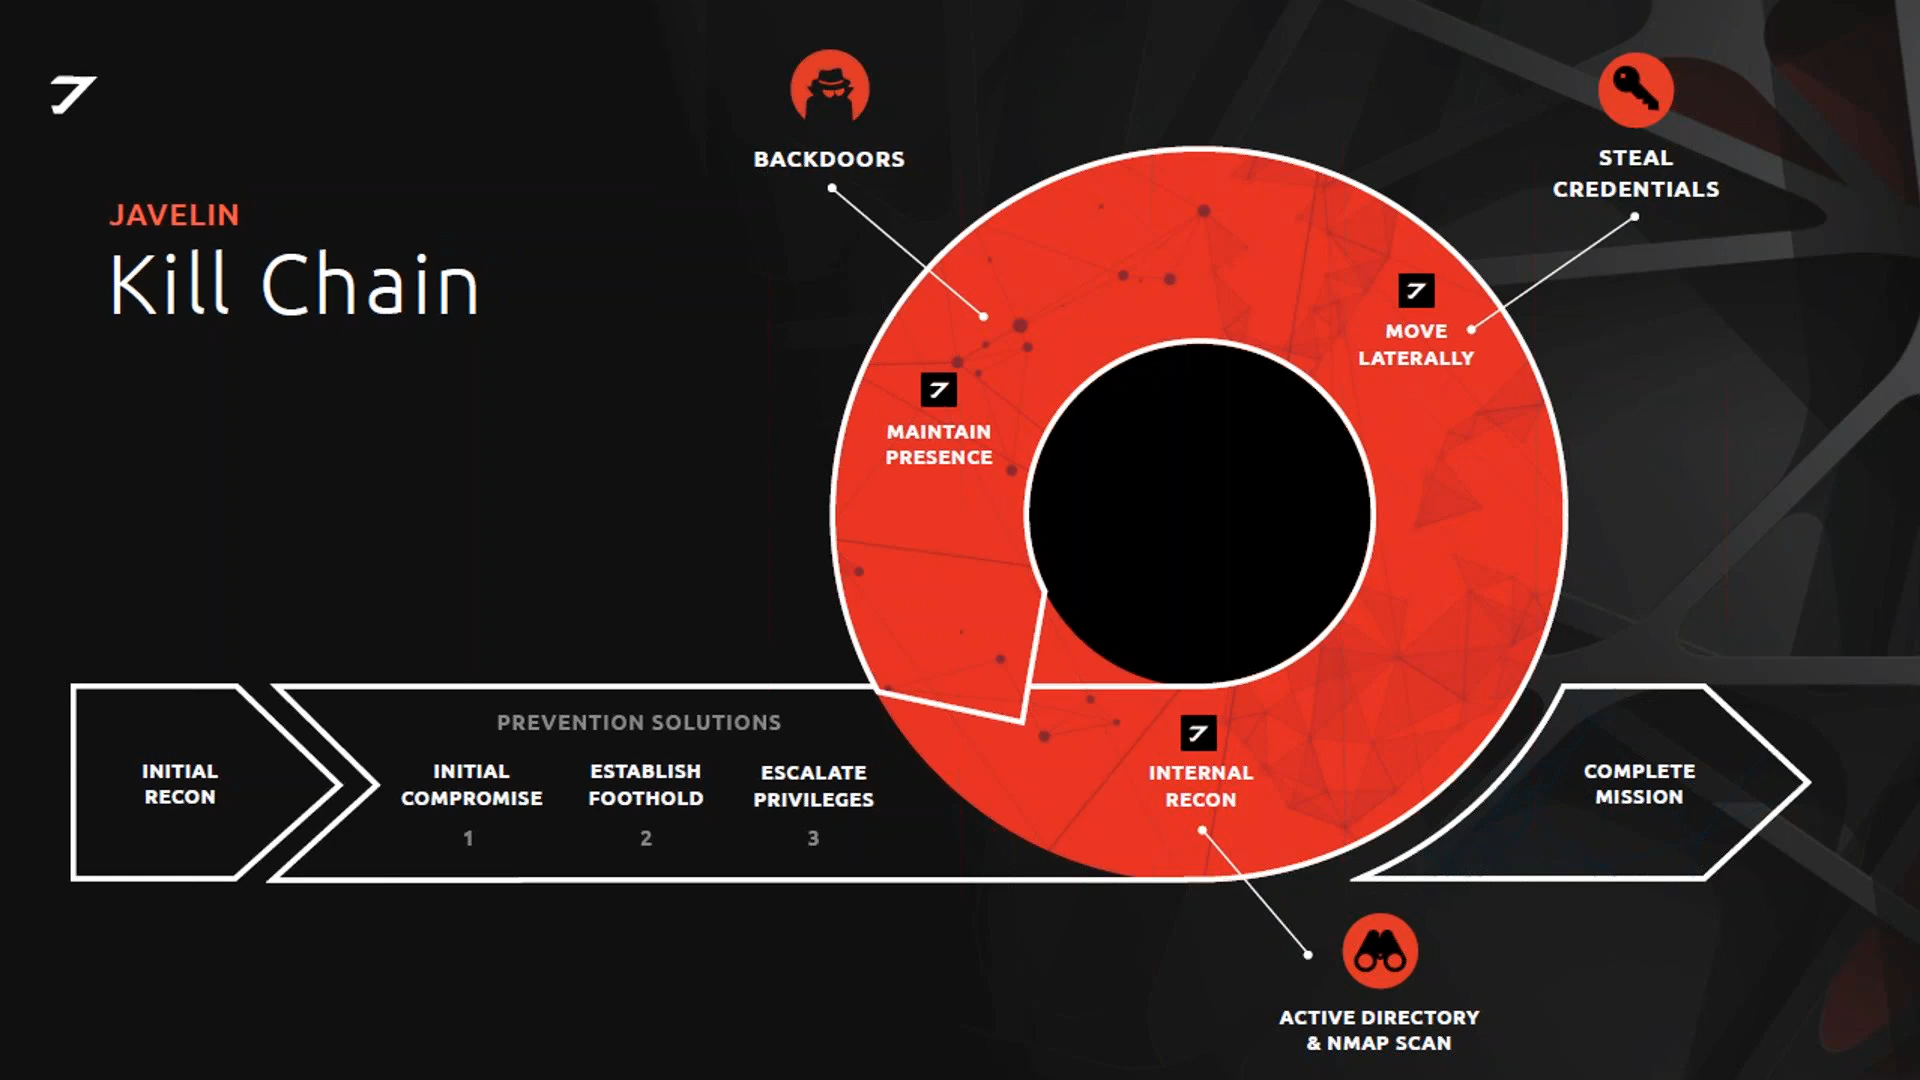 JAVELIN
Kill Chain
BACKDOORS
STEAL
CREDENTIALS
MOVE
LATERALLY
MAINTAIN
PRESENCE
PREVENTION SOLUTIONS
INITIAL
RECON
INITIAL
COMPROMISE
1
ESTABLISH
FOOTHOLD
2
ESCALATE
PRIVILEGES
3
INTERNAL
RECON
COMPLETE
MISSION
ACTIVE DIRECTORY
& NMAP SCAN